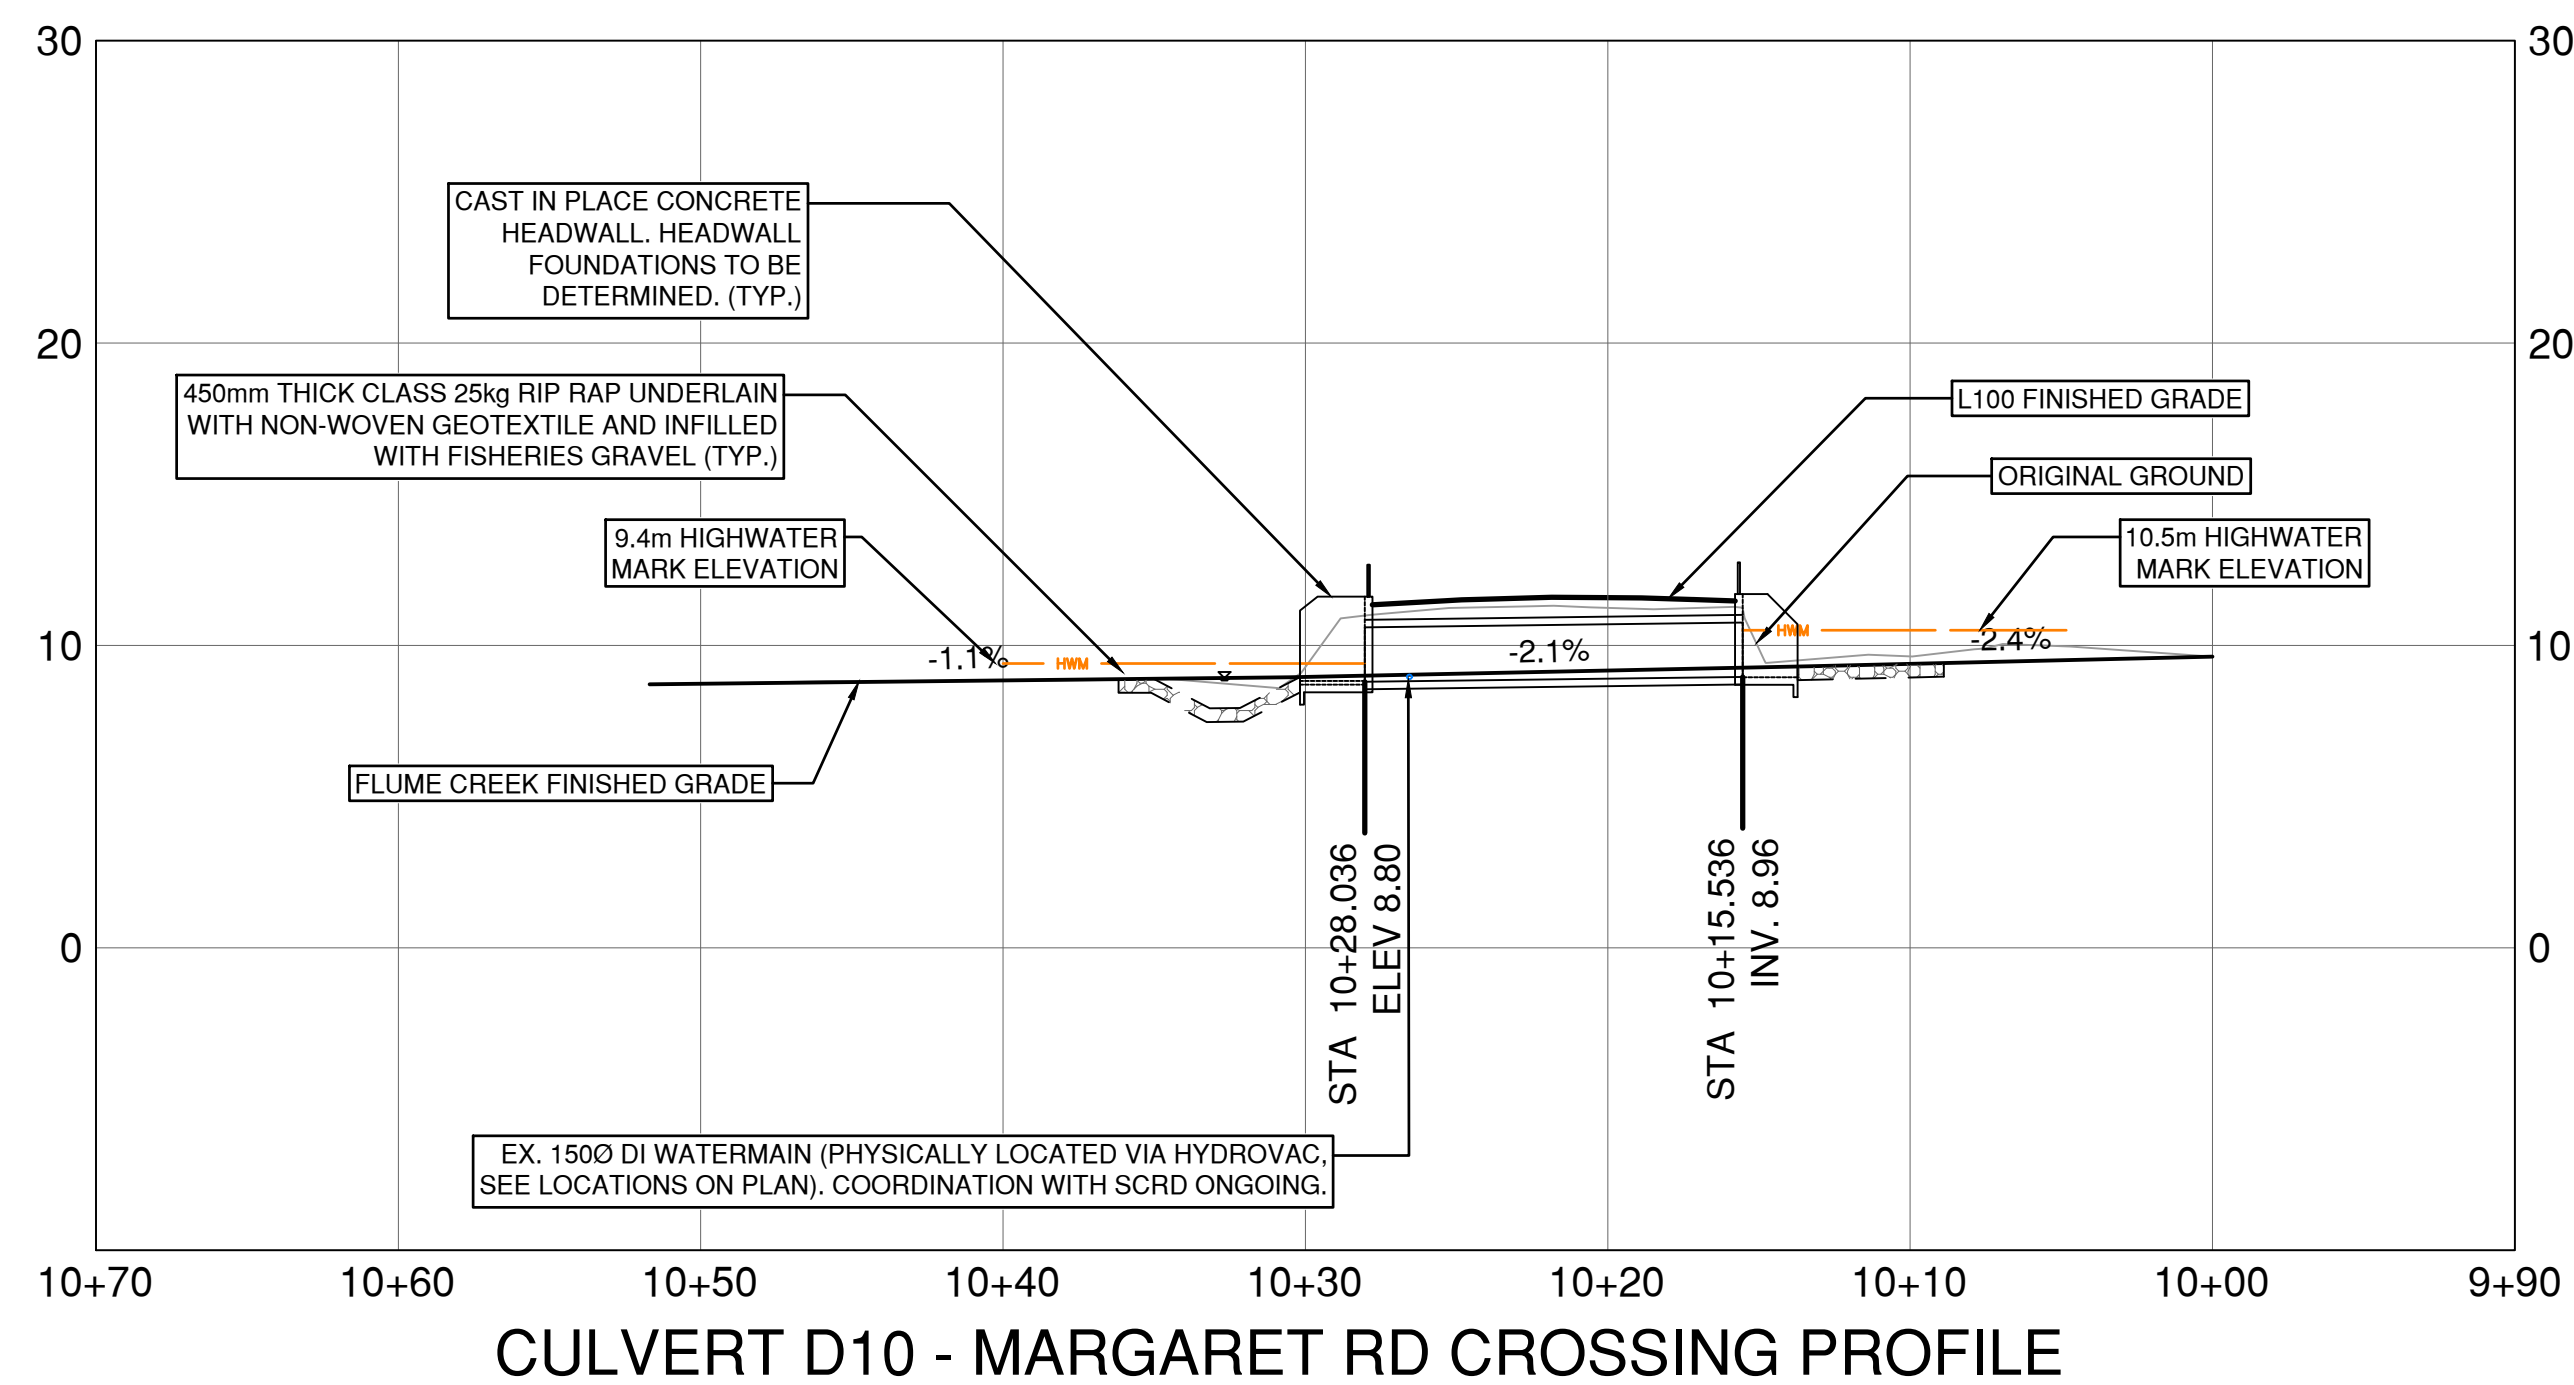 30
30
CAST IN PLACE CONCRETE
HEADWALL. HEADWALL
FOUNDATIONS TO BE
DETERMINED. (TYP.)
20
20
450mm THICK CLASS 25kg RIP RAP UNDERLAIN
WITH NON-WOVEN GEOTEXTILE AND INFILLED
WITH FISHERIES GRAVEL (TYP.)
L100 FINISHED GRADE
ORIGINAL GROUND
9.4m HIGHWATER
MARK ELEVATION
10.5m HIGHWATER
MARK ELEVATION
10
10
-1.1%
HWM
-2.1%
HWM
-2.4%
FLUME CREEK FINISHED GRADE
0
0
STA 10+28.036
ELEV 8.80
STA 10+15.536
INV. 8.96
EX. 150Ø DI WATERMAIN (PHYSICALLY LOCATED VIA HYDROVAC,
SEE LOCATIONS ON PLAN). COORDINATION WITH SCRD ONGOING.
10+70
10+60
10+50
10+40
10+30
10+20
10+10
10+00
9+90
CULVERT D10 - MARGARET RD CROSSING PROFILE